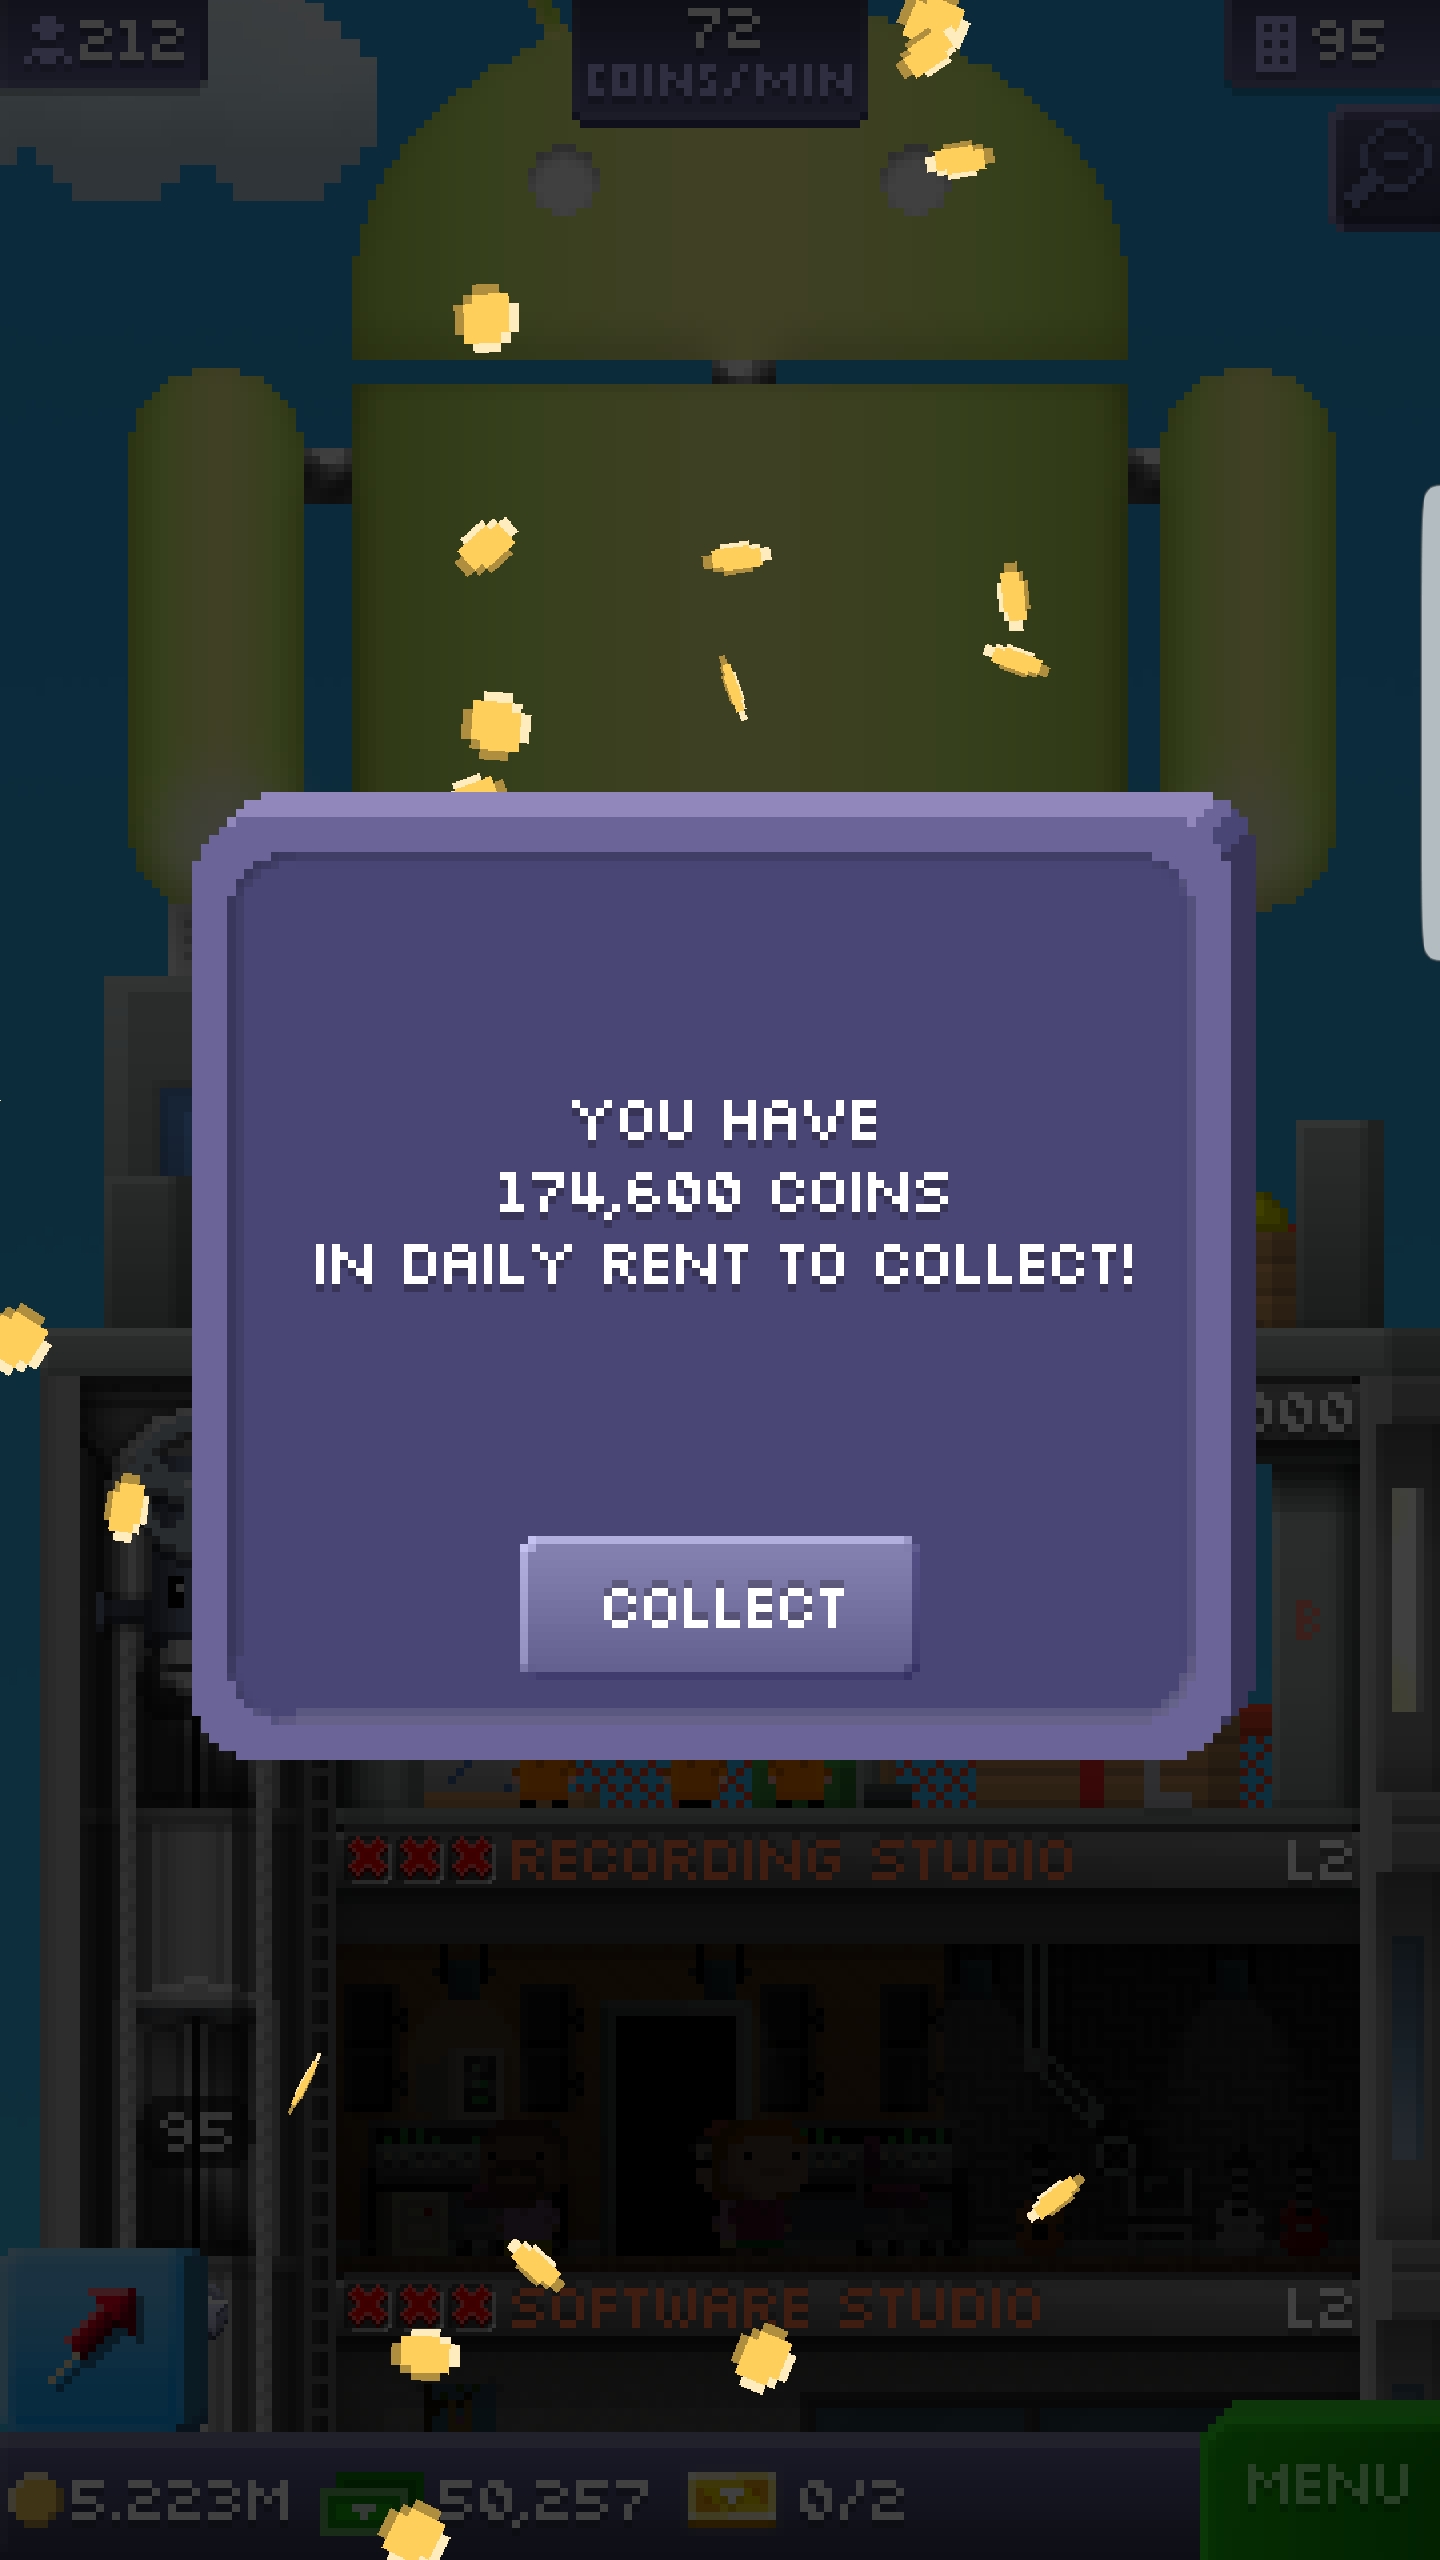 212
72
COINS/MIN
95
YOU HAVE
174,600 COINS
IN DAILY RENT TO COLLECT!
000
COLLECT
B
RECORDING STUDIO L2
95
SOFTWARE STUDIO L2
5.223M 50,257 0/2
MENU